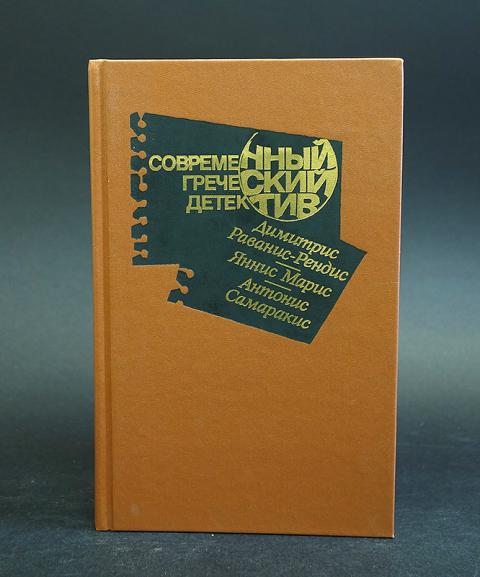 СОВРЕМЕННЫЙ
ГРЕЧЕСКИЙ
ДЕТЕКТИВ
Димитрис
Раванис-Рендис
Яннис Марис
Антонис
Самаракис